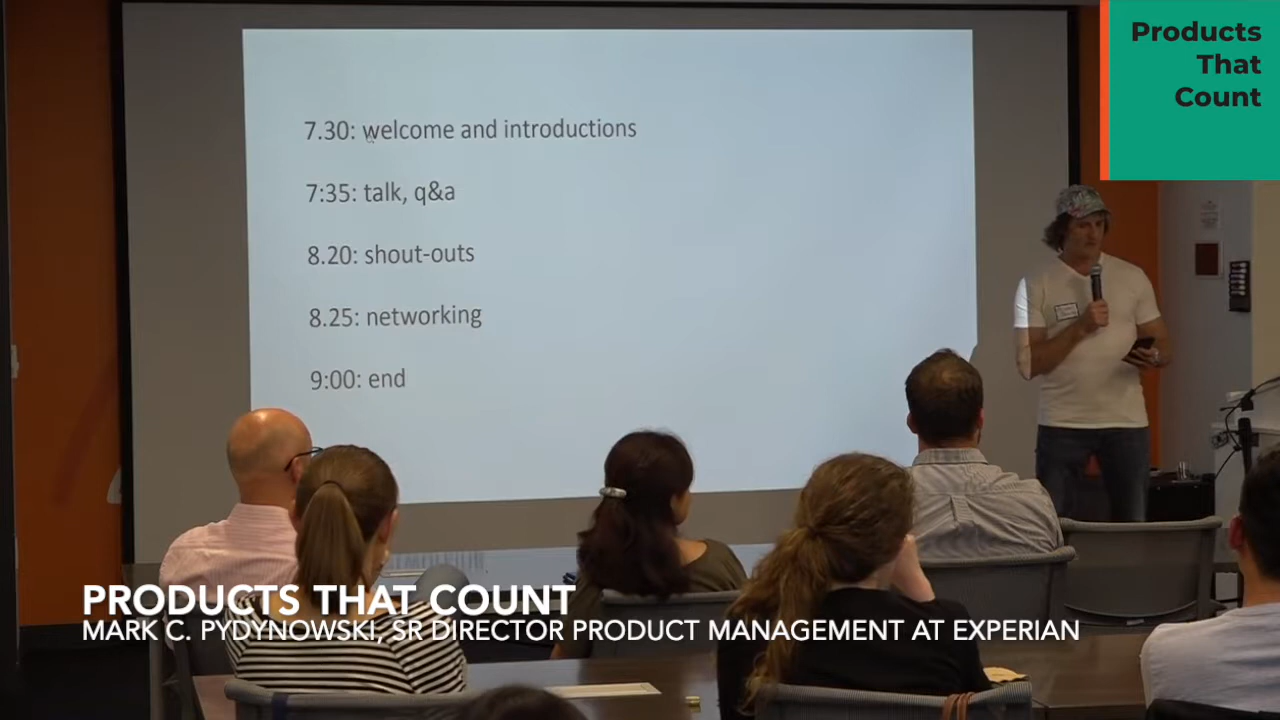 Products
That
Count
7.30: welcome and introductions
7:35: talk, q&a
8.20: shout-outs
8.25: networking
9:00: end
PRODUCTS THAT COUNT
MARK C. PYDYNOWSKI, SR DIRECTOR PRODUCT MANAGEMENT AT EXPERIAN